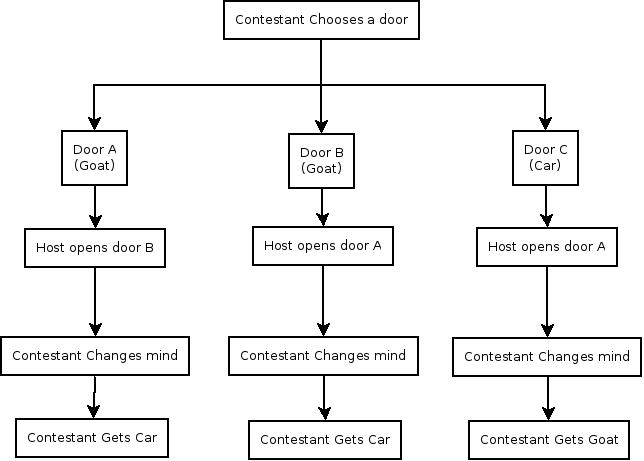 Contestant Chooses a door
Door A
(Goat)
Door B
(Goat)
Door C
(Car)
Host opens door B
Host opens door A
Host opens door A
Contestant Changes mind
Contestant Changes mind
Contestant Changes mind
Contestant Gets Car
Contestant Gets Car
Contestant Gets Goat